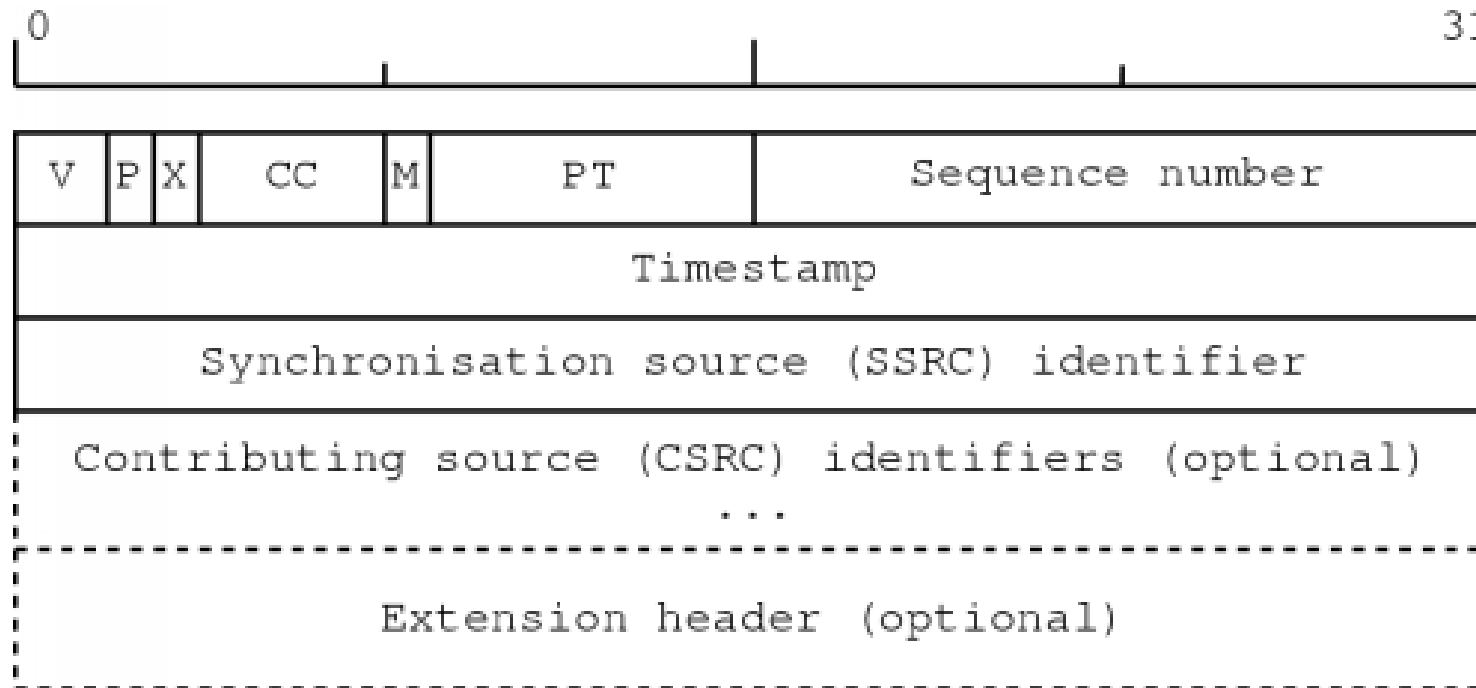 0 31
V P X CC M PT Sequence number
Timestamp
Synchronisation source (SSRC) identifier
Contributing source (CSRC) identifiers (optional)
...
Extension header (optional)